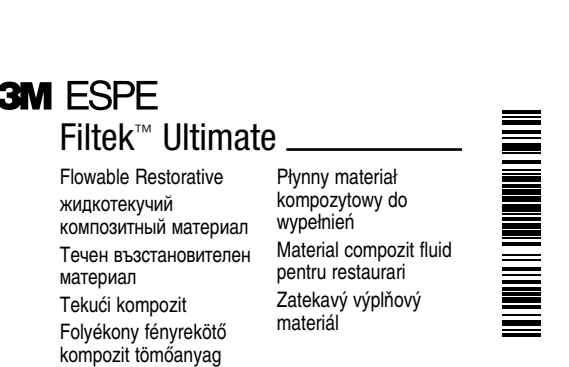 3M ESPE
Filtek™ Ultimate
Flowable Restorative
жидкотекучий
композитный материал
Течен възстановителен
материал
Tekući kompozit
Folyékony fényrekötő
kompozit tömőanyag
Płynny materiał
kompozytowy do
wypełnień
Material compozit fluid
pentru restaurari
Zatekavý výplňový
materiál